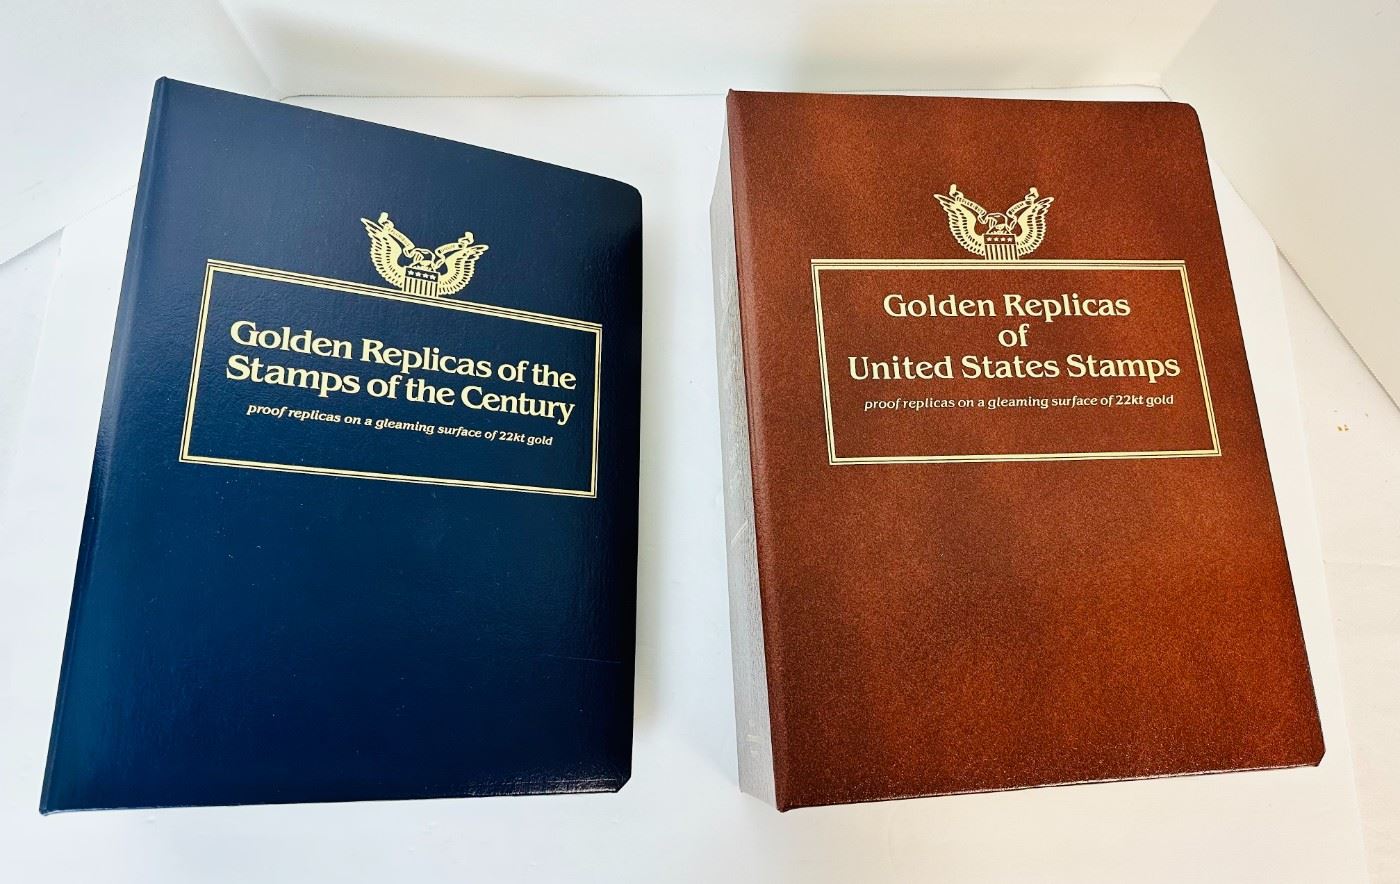 Golden Replicas of the
Stamps of the Century
proof replicas on a gleaming surface of 22kt gold
Golden Replicas
of
United States Stamps
proof replicas on a gleaming surface of 22kt gold